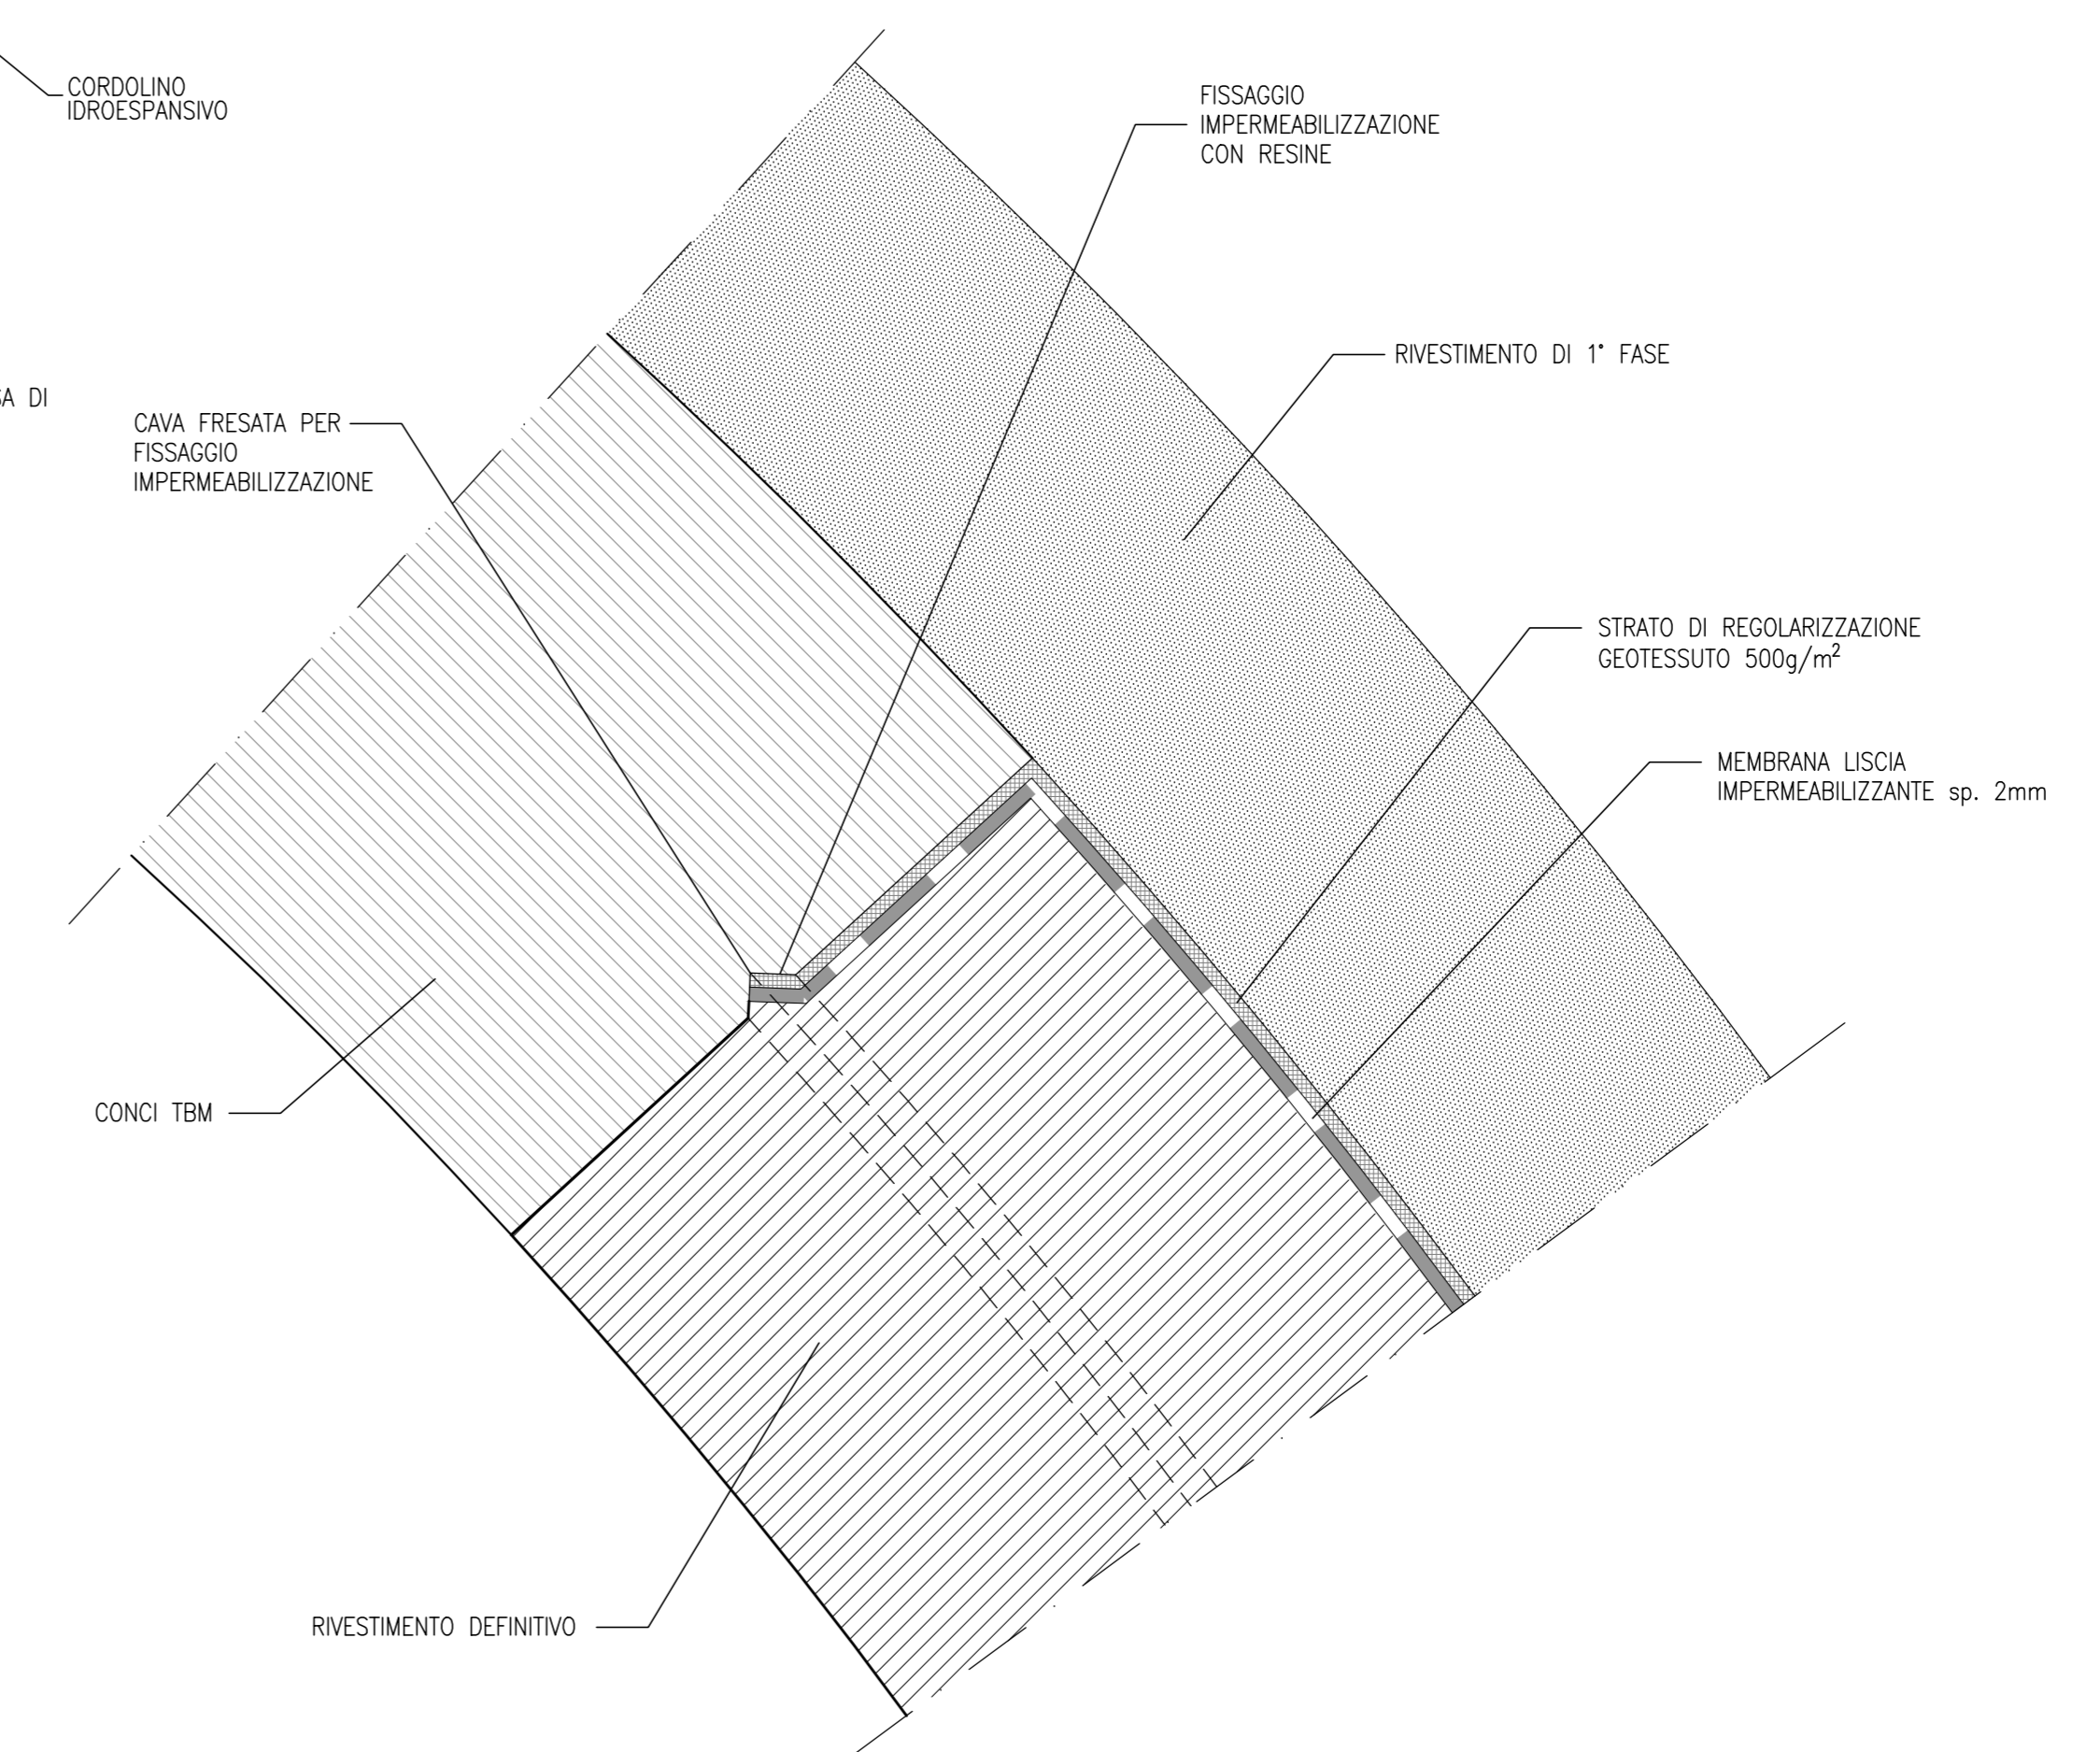 CORDOLINO
IDROESPANSIVO
FISSAGGIO
IMPERMEABILIZZAZIONE
CON RESINE
RIVESTIMENTO DI 1° FASE
DI
CAVA FRESATA PER
FISSAGGIO
IMPERMEABILIZZAZIONE
STRATO DI REGOLARIZZAZIONE
GEOTESSUTO 500g/m²
MEMBRANA LISCIA
IMPERMEABILIZZANTE sp. 2mm
CONCI TBM
RIVESTIMENTO DEFINITIVO